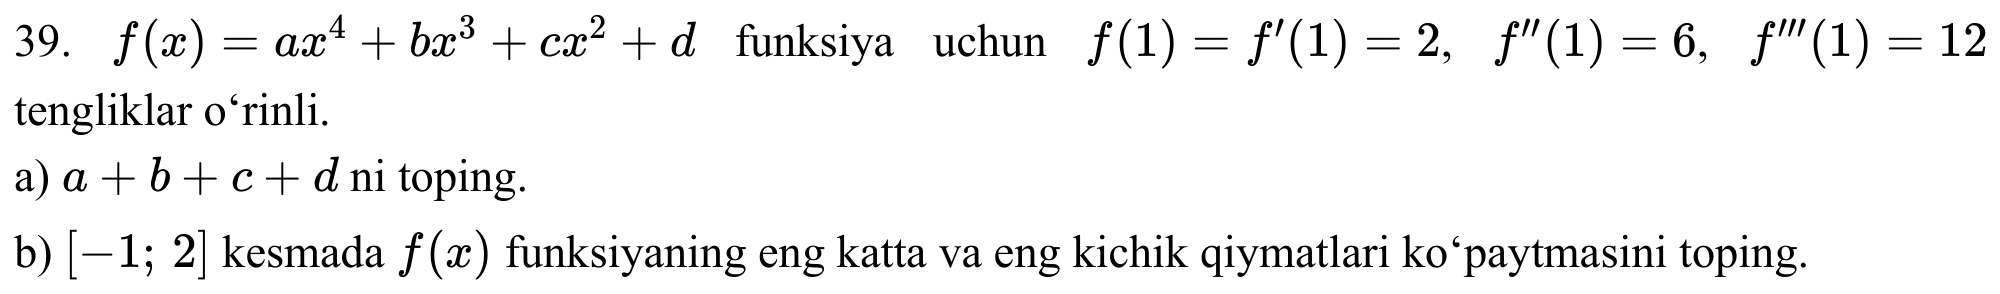 39. f(x) = ax⁴ + bx³ + cx² + d funksiya uchun f(1) = f′(1) = 2, f″(1) = 6, f‴(1) = 12
tengliklar o‘rinli.
a) a + b + c + d ni toping.
b) [−1; 2] kesmada f(x) funksiyaning eng katta va eng kichik qiymatlari ko‘paytmasini toping.